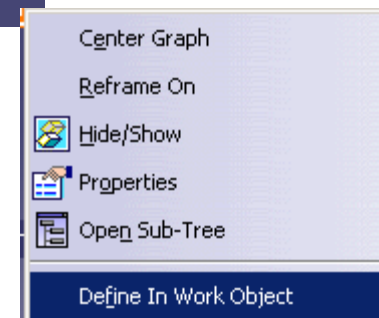 Center Graph
Reframe On
Hide/Show
Properties
Open Sub-Tree
Define In Work Object